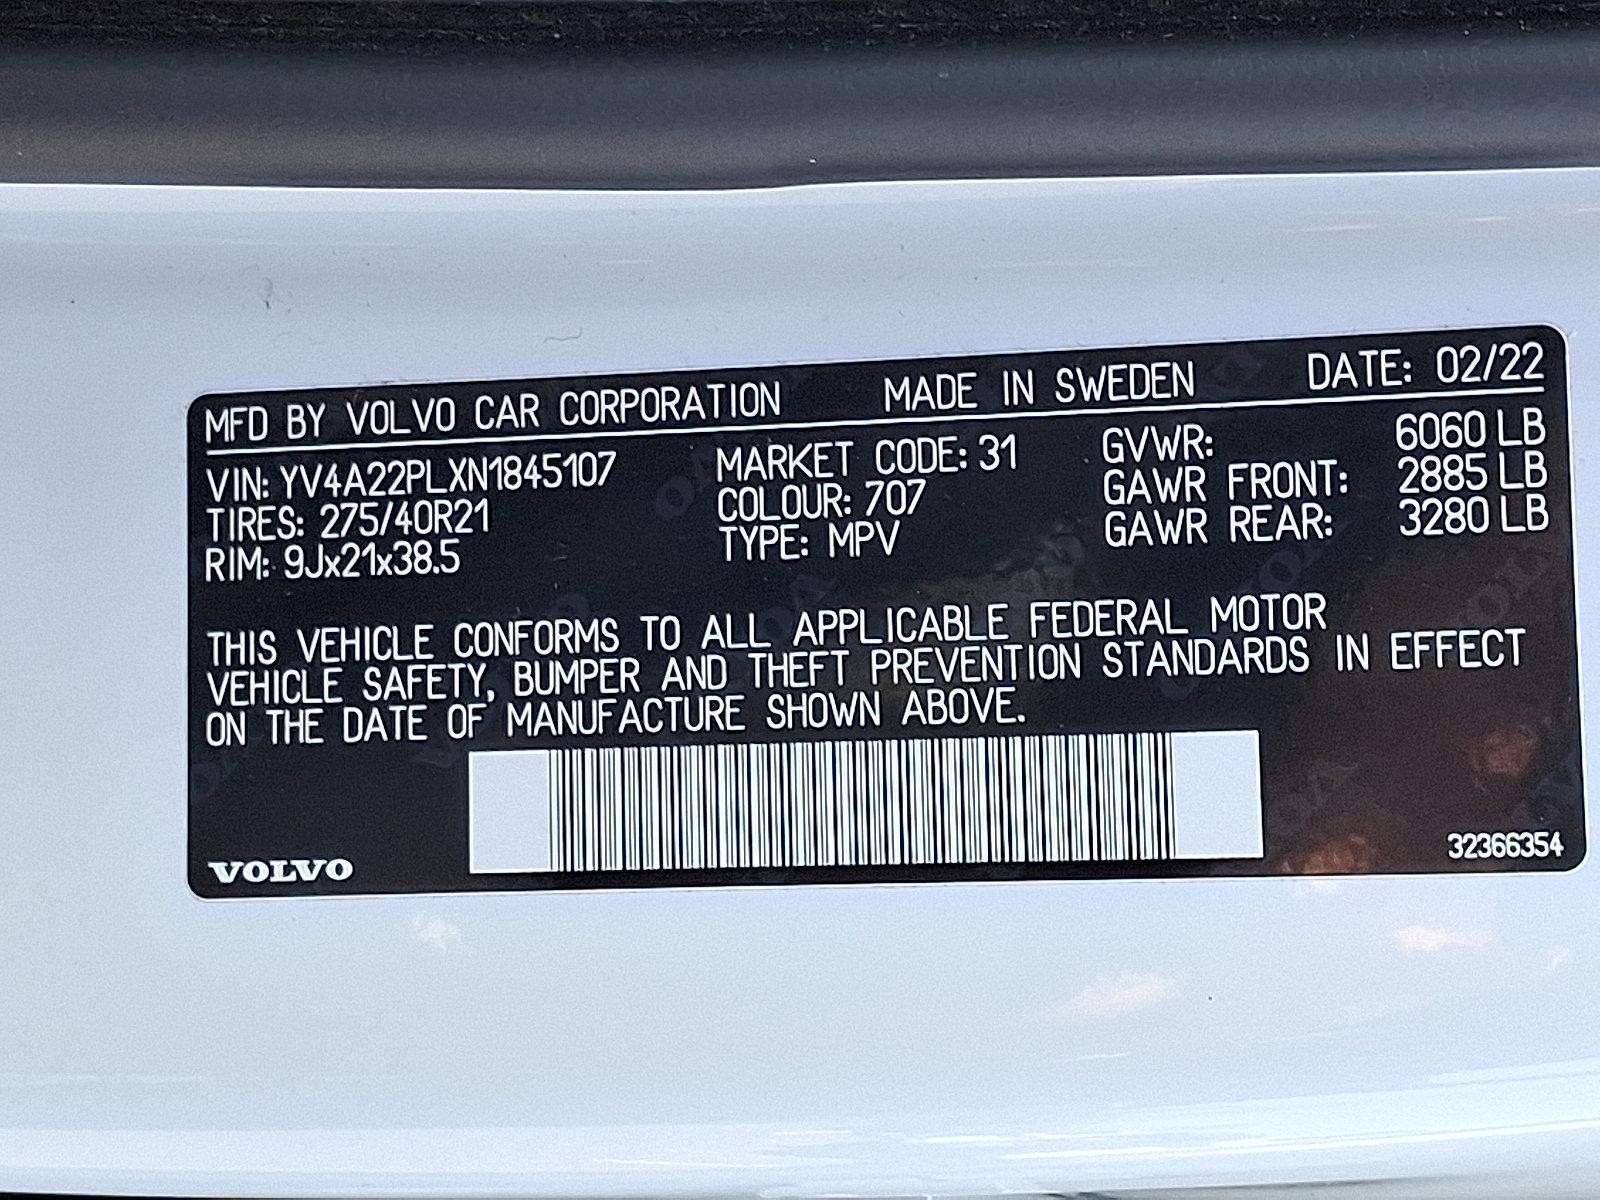 MFD BY VOLVO CAR CORPORATION MADE IN SWEDEN DATE: 02/22
VIN: YV4A22PLXN1845107 MARKET CODE: 31 GVWR: 6060 LB
TIRES: 275/40R21 COLOUR: 707 GAWR FRONT: 2885 LB
RIM: 9Jx21x38.5 TYPE: MPV GAWR REAR: 3280 LB
THIS VEHICLE CONFORMS TO ALL APPLICABLE FEDERAL MOTOR
VEHICLE SAFETY, BUMPER AND THEFT PREVENTION STANDARDS IN EFFECT
ON THE DATE OF MANUFACTURE SHOWN ABOVE.
VOLVO 32366354